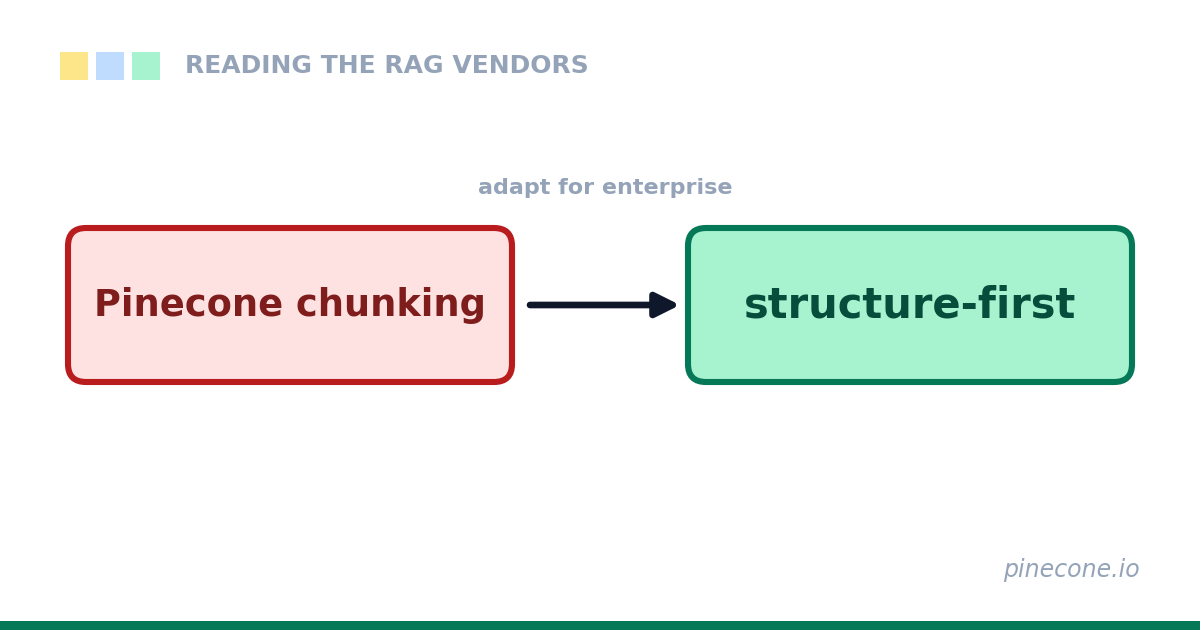 READING THE RAG VENDORS
adapt for enterprise
Pinecone chunking
structure-first
pinecone.io